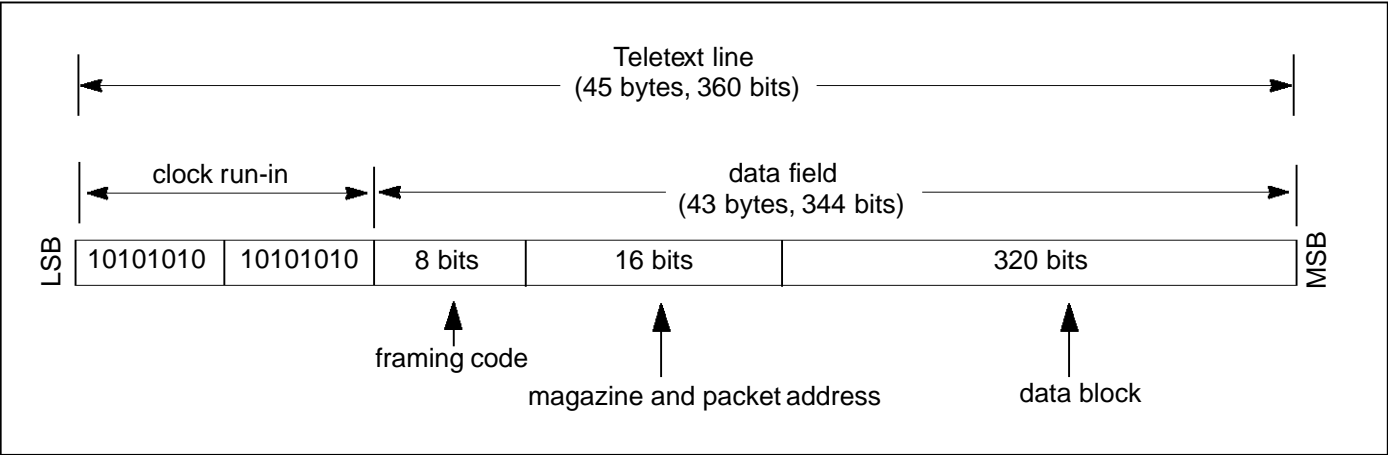 Teletext line
(45 bytes, 360 bits)
clock run-in
data field
(43 bytes, 344 bits)
LSB
10101010
10101010
8 bits
16 bits
320 bits
MSB
framing code
magazine and packet address
data block